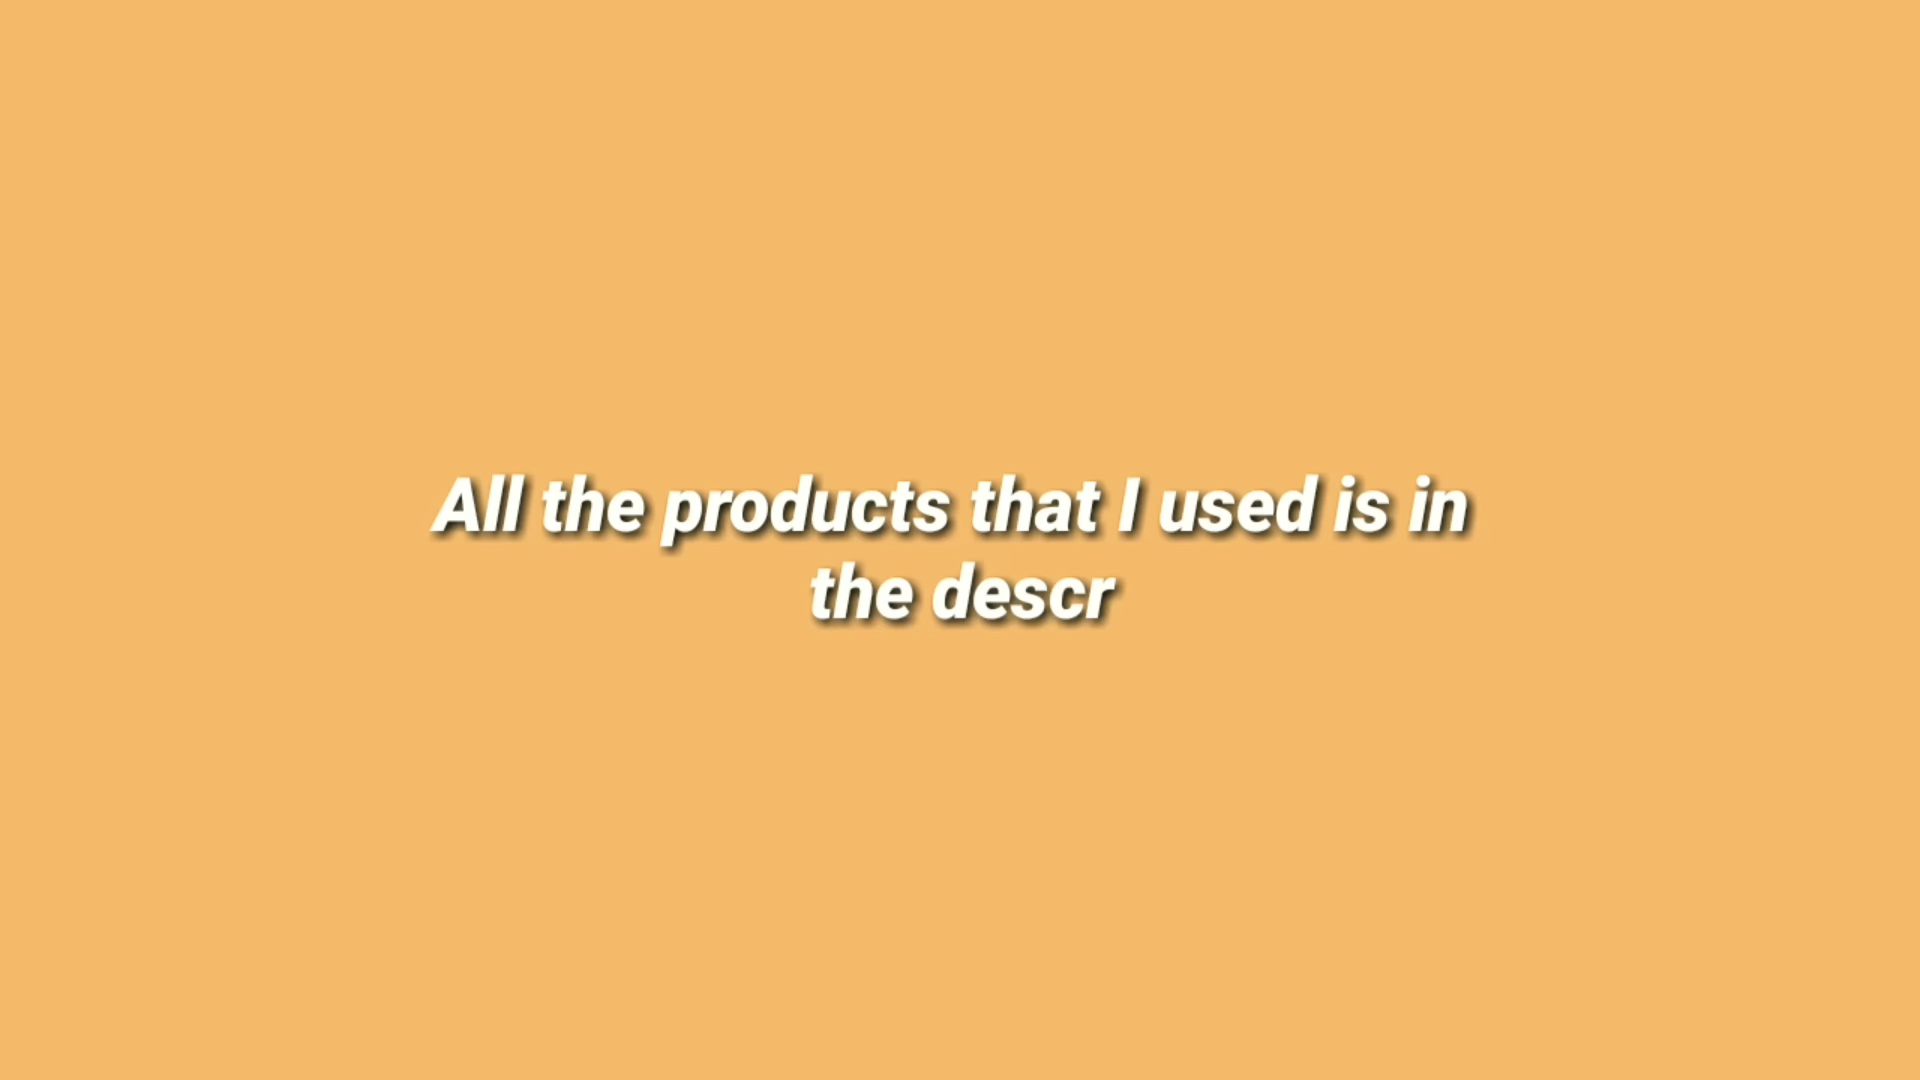 All the products that I used is in
the descr